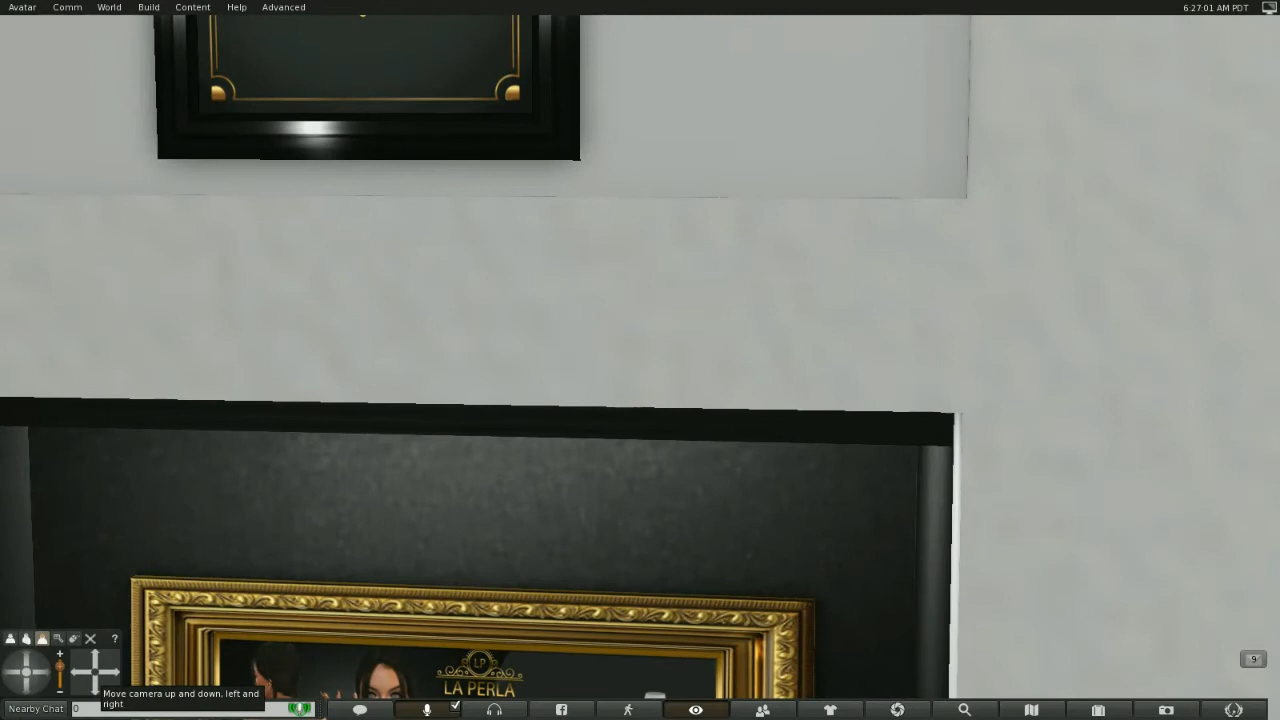 Avatar Comm World Build Content Help Advanced 6:27:01 AM PDT
LP
LA PERLA
9
?
Move camera up and down, left and
right
Nearby Chat 0